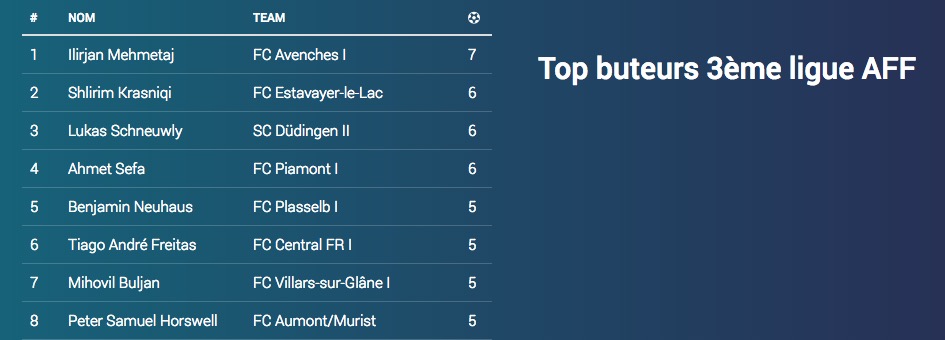 # NOM TEAM
1 Ilirjan Mehmetaj FC Avenches I 7
2 Shlirim Krasniqi FC Estavayer-le-Lac 6
3 Lukas Schneuwly SC Düdingen II 6
4 Ahmet Sefa FC Piamont I 6
5 Benjamin Neuhaus FC Plasselb I 5
6 Tiago André Freitas FC Central FR I 5
7 Mihovil Buljan FC Villars-sur-Glâne I 5
8 Peter Samuel Horswell FC Aumont/Murist 5
Top buteurs 3ème ligue AFF